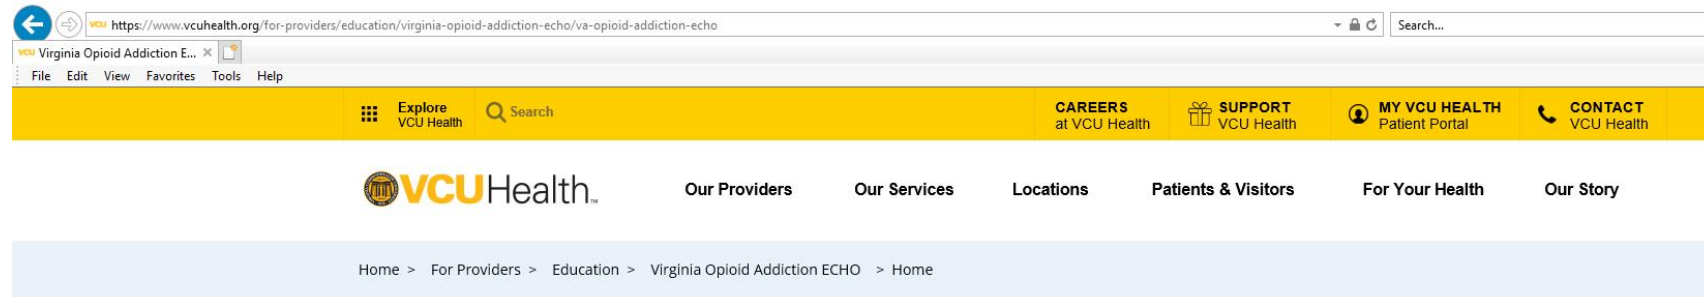 VCU https://www.vcuhealth.org/for-providers/education/virginia-opioid-addiction-echo/va-opioid-addiction-echo Search...
VCU Virginia Opioid Addiction E...
File Edit View Favorites Tools Help
Explore Search CAREERS SUPPORT MY VCU HEALTH CONTACT
VCU Health at VCU Health VCU Health Patient Portal VCU Health
VCUHealth™ Our Providers Our Services Locations Patients & Visitors For Your Health Our Story
Home > For Providers > Education > Virginia Opioid Addiction ECHO > Home